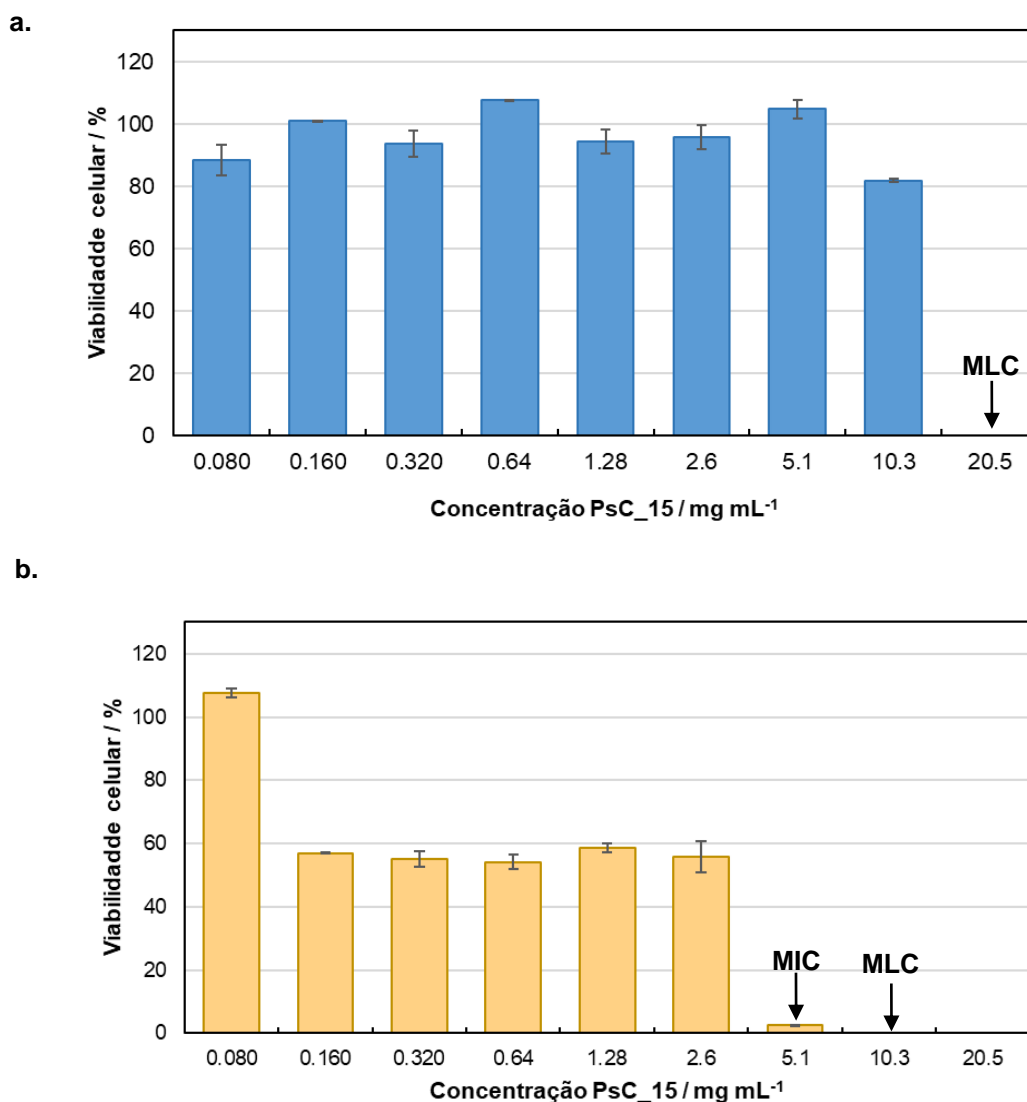 a.
120
100
80
60
40
20
0
Viabilidadde celular / %
MLC
0.080 0.160 0.320 0.64 1.28 2.6 5.1 10.3 20.5
Concentração PsC_15 / mg mL-1
b.
120
100
80
60
40
20
0
Viabilidadde celular / %
MIC MLC
0.080 0.160 0.320 0.64 1.28 2.6 5.1 10.3 20.5
Concentração PsC_15 / mg mL-1